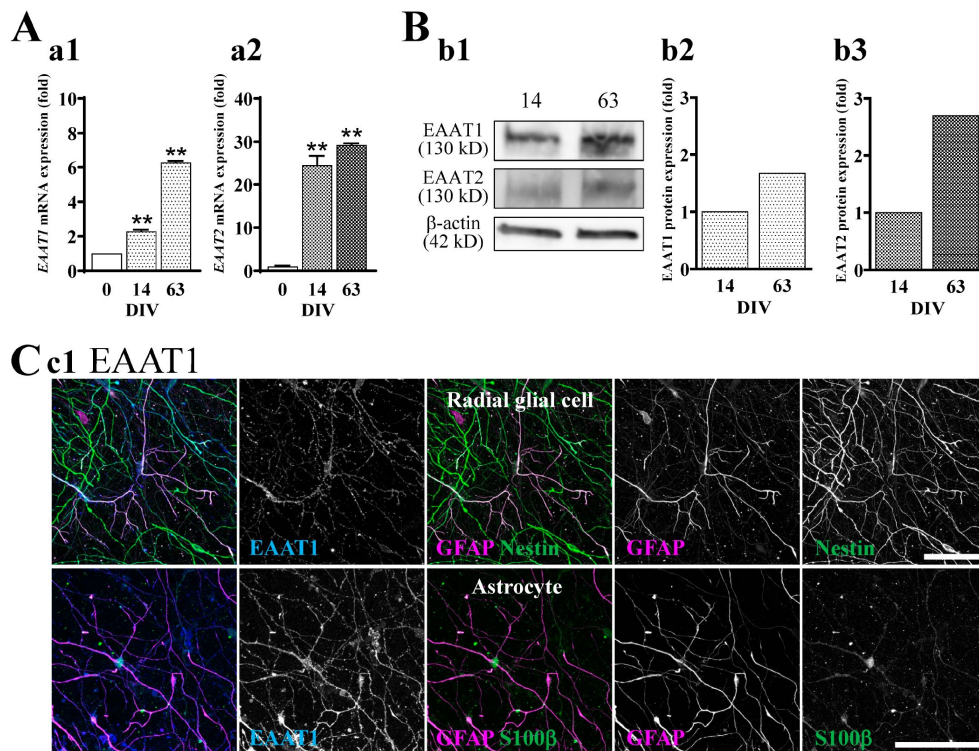 A
a1
EAAT1 mRNA expression (fold)
10
8
6
4
2
0
**
**
0 14 63
DIV
a2
EAAT2 mRNA expression (fold)
40
30
20
10
0
**
**
0 14 63
DIV
B
b1
14 63
EAAT1
(130 kD)
EAAT2
(130 kD)
β-actin
(42 kD)
b2
EAAT1 protein expression (fold)
3
2
1
0
14 63
DIV
b3
EAAT2 protein expression (fold)
3
2
1
0
14 63
DIV
C c1 EAAT1
Radial glial cell
EAAT1
GFAP Nestin
GFAP
Nestin
Astrocyte
EAAT1
GFAP S100β
GFAP
S100β